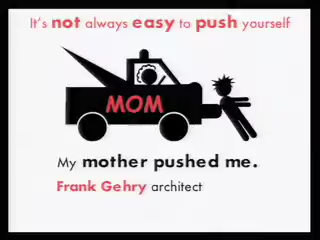 It's not always easy to push yourself
MOM
My mother pushed me.
Frank Gehry architect